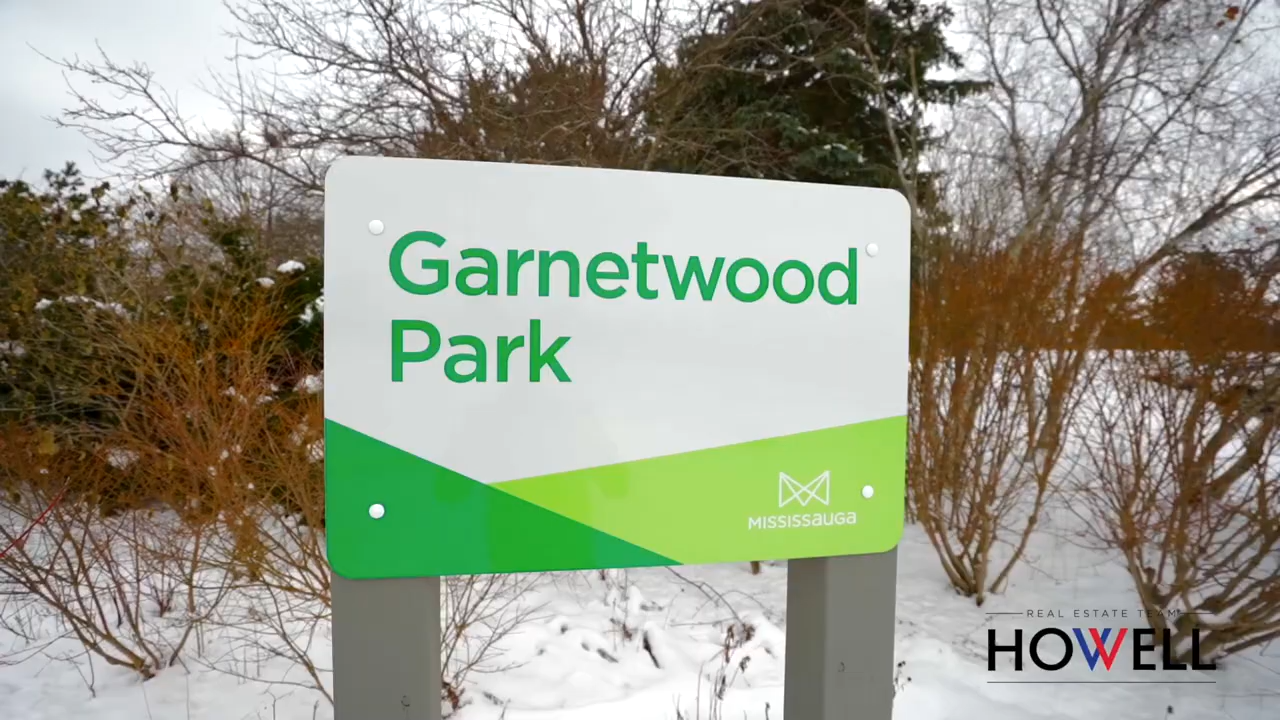 Garnetwood
Park
MISSISSaUGa
REAL ESTATE TEAM
HOWELL